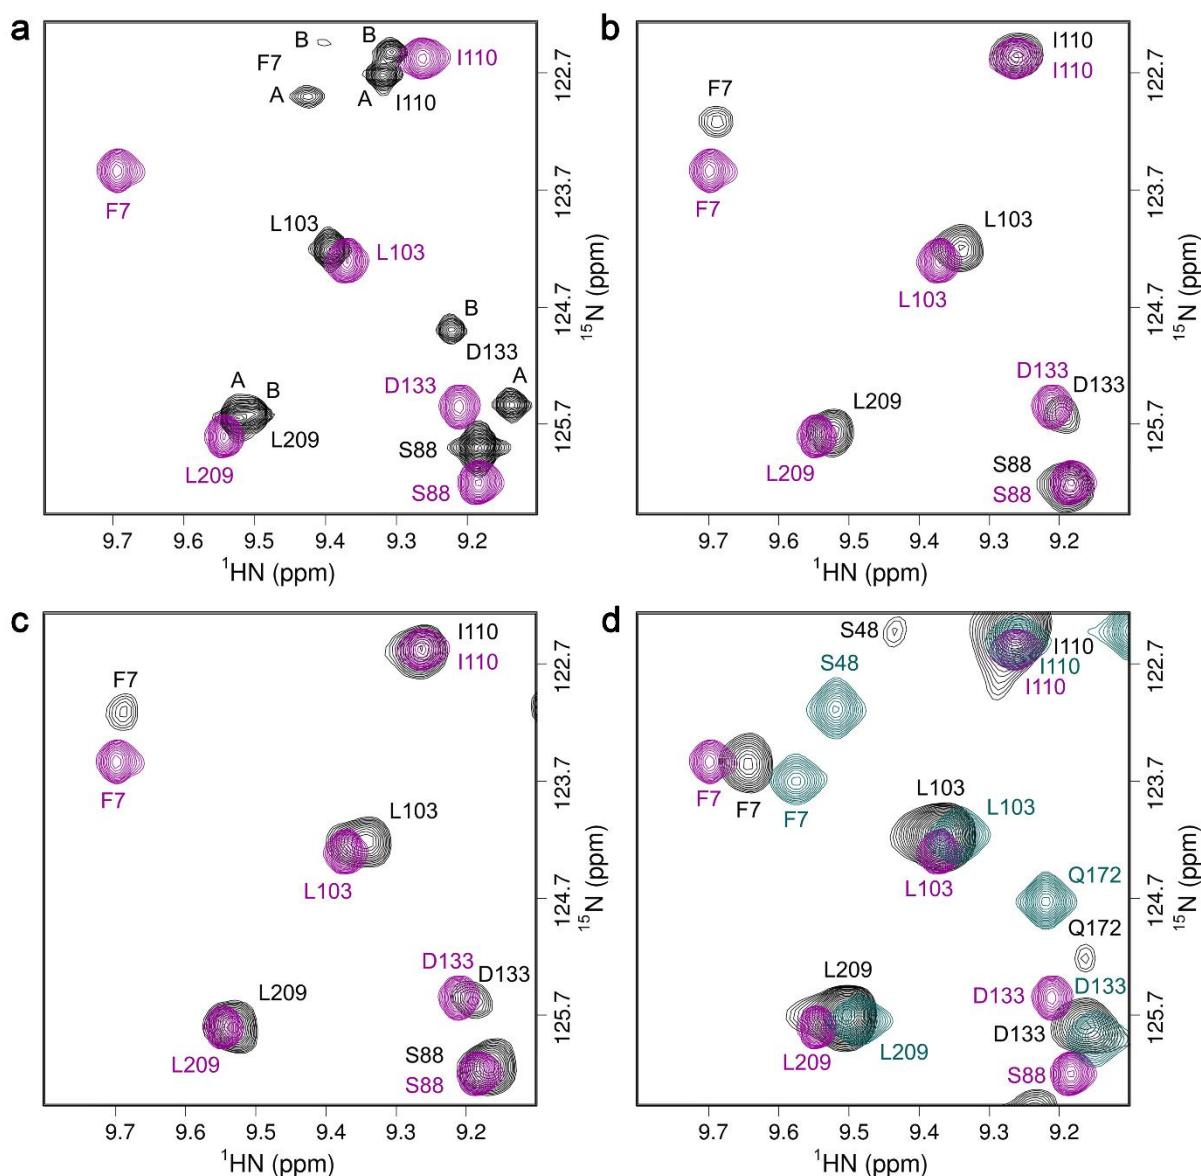 a
B
B
F7
I110
A
A
I110
F7
L103
L103
B
D133
A
B
D133
A
L209
S88
L209
S88
122.7
123.7
124.7
125.7
15N (ppm)
9.7 9.6 9.5 9.4 9.3 9.2
1HN (ppm)
b
I110
I110
F7
F7
L103
L103
D133
D133
L209
L209
S88
S88
122.7
123.7
124.7
125.7
15N (ppm)
9.7 9.6 9.5 9.4 9.3 9.2
1HN (ppm)
c
I110
I110
F7
F7
L103
L103
D133
D133
L209
L209
S88
S88
122.7
123.7
124.7
125.7
15N (ppm)
9.7 9.6 9.5 9.4 9.3 9.2
1HN (ppm)
d
S48
S48
I110
I110
I110
F7
F7
F7
L103
L103
L103
Q172
Q172
L209
D133
D133
D133
L209
L209
S88
122.7
123.7
124.7
125.7
15N (ppm)
9.7 9.6 9.5 9.4 9.3 9.2
1HN (ppm)